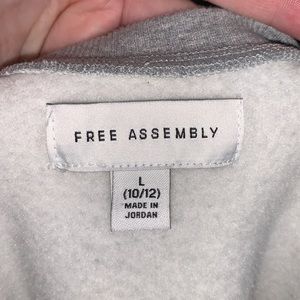 FREE ASSEMBLY
L
(10/12)
MADE IN
JORDAN